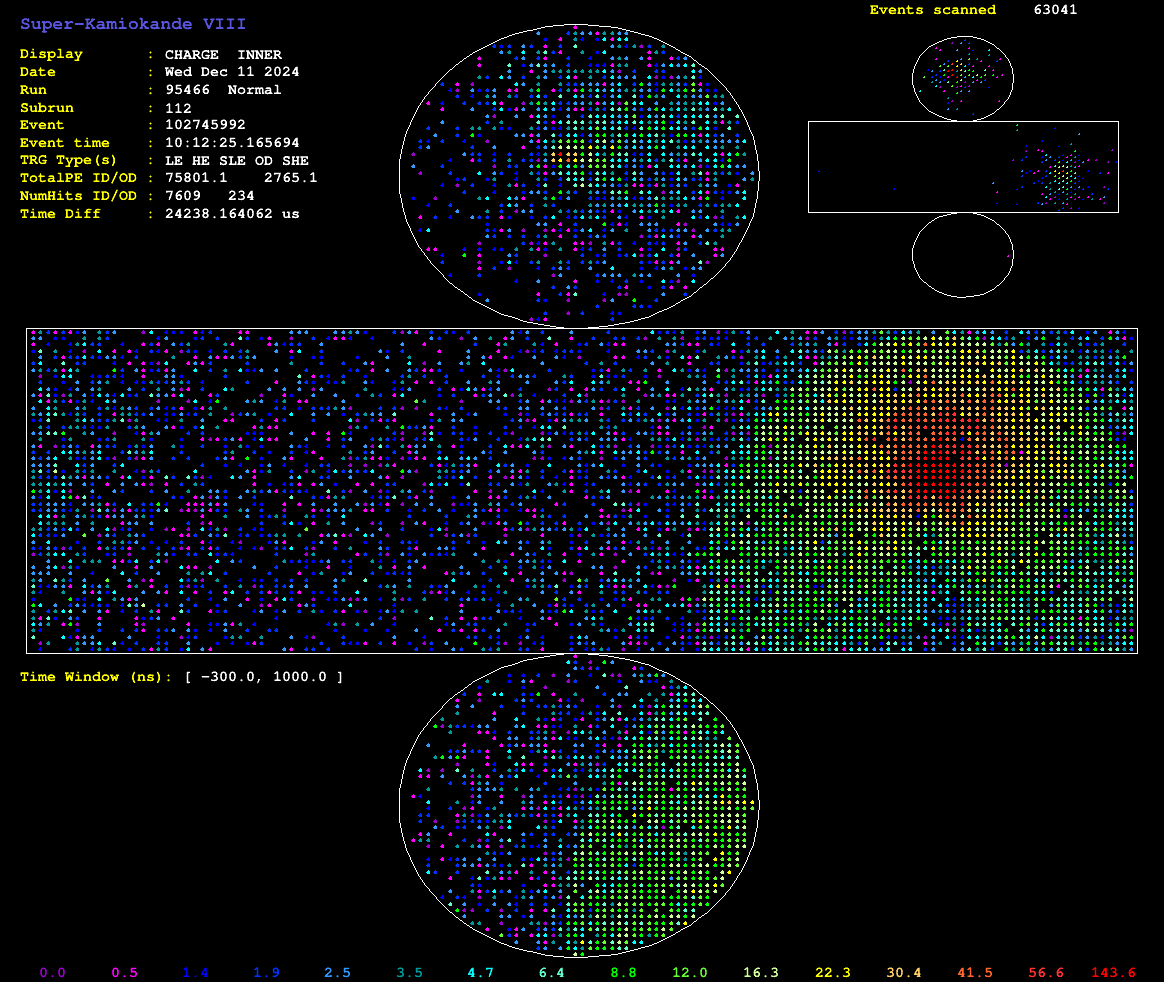 Super-Kamiokande VIII
Events scanned 63041
Display : CHARGE INNER
Date : Wed Dec 11 2024
Run : 95466 Normal
Subrun : 112
Event : 102745992
Event time : 10:12:25.165694
TRG Type(s) : LE HE SLE OD SHE
TotalPE ID/OD : 75801.1 2765.1
NumHits ID/OD : 7609 234
Time Diff : 24238.164062 us
Time Window (ns): [ -300.0, 1000.0 ]
0.0 0.5 1.4 1.9 2.5 3.5 4.7 6.4 8.8 12.0 16.3 22.3 30.4 41.5 56.6 143.6